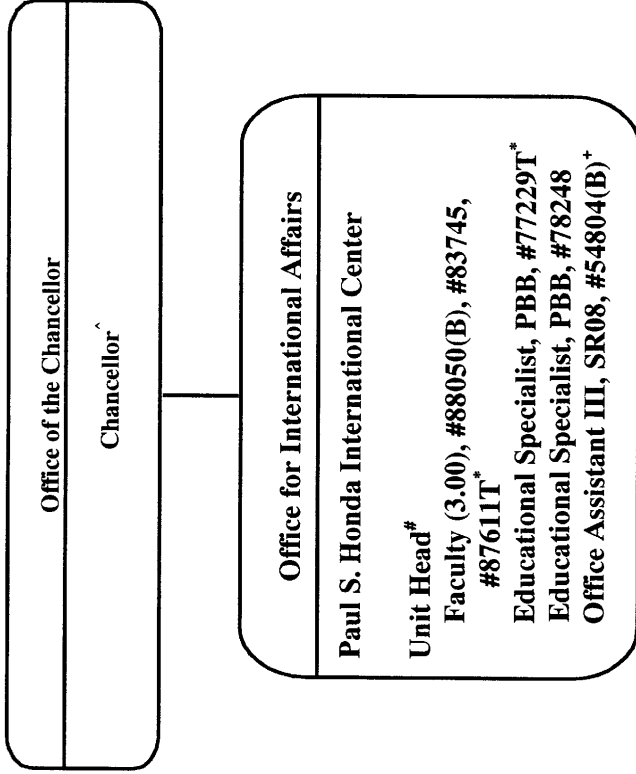 Office of the Chancellor
Chancellor^
Office for International Affairs
Paul S. Honda International Center
Unit Head#
Faculty (3.00), #88050(B), #83745,
#87611T*
Educational Specialist, PBB, #77229T*
Educational Specialist, PBB, #78248
Office Assistant III, SR08, #54804(B)+